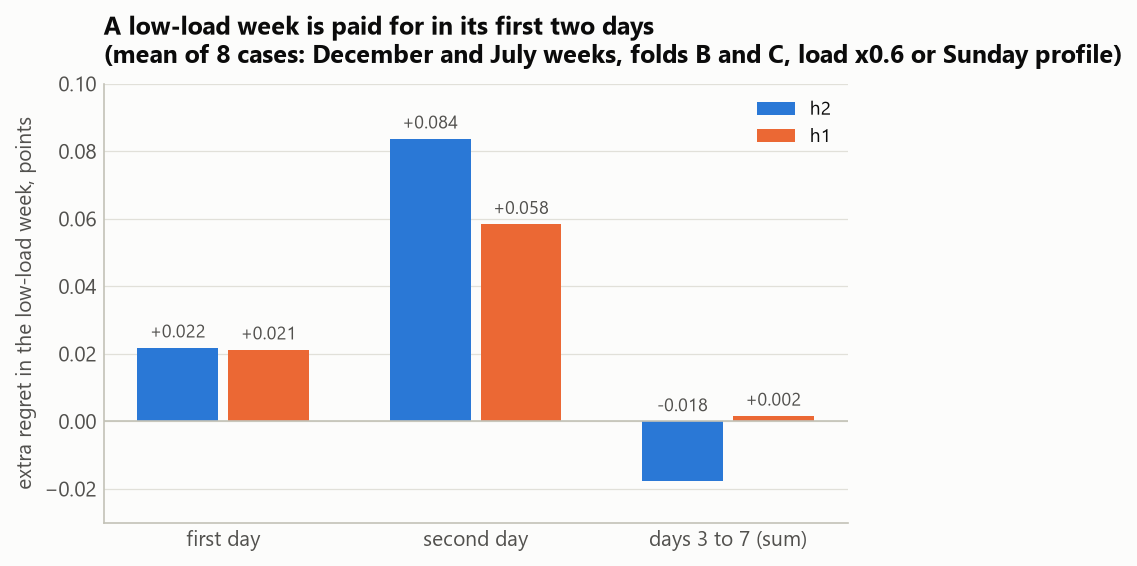 A low-load week is paid for in its first two days
(mean of 8 cases: December and July weeks, folds B and C, load x0.6 or Sunday profile)
extra regret in the low-load week, points
0.10
0.08
0.06
0.04
0.02
0.00
−0.02
h2
h1
+0.022
+0.021
+0.084
+0.058
-0.018
+0.002
first day
second day
days 3 to 7 (sum)